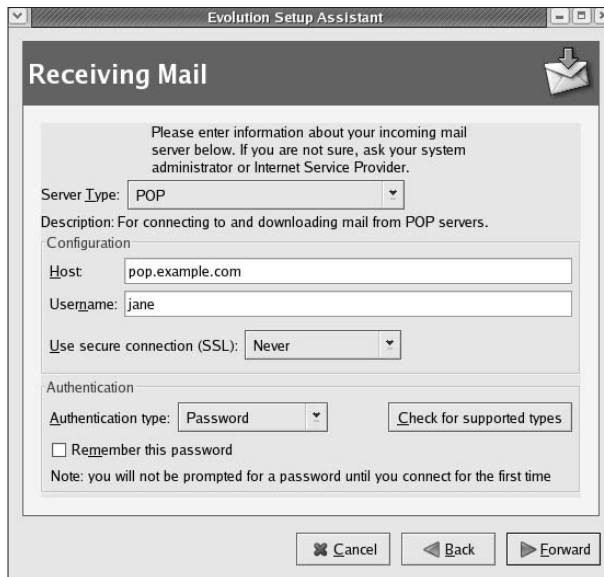 Evolution Setup Assistant
Receiving Mail
Please enter information about your incoming mail
server below. If you are not sure, ask your system
administrator or Internet Service Provider.
Server Type: POP
Description: For connecting to and downloading mail from POP servers.
Configuration
Host: pop.example.com
Username: jane
Use secure connection (SSL): Never
Authentication
Authentication type: Password Check for supported types
Remember this password
Note: you will not be prompted for a password until you connect for the first time
Cancel Back Forward